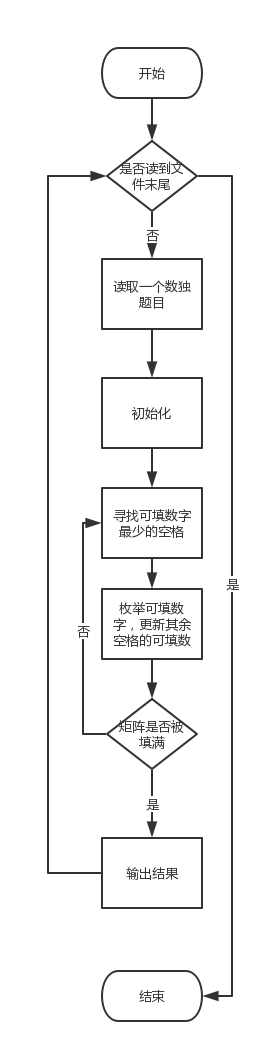 开始
是否读到文
件末尾
否
读取一个数独
题目
初始化
寻找可填数字
最少的空格
是
枚举可填数
字，更新其余
空格的可填数
否
矩阵是否被
填满
是
输出结果
结束